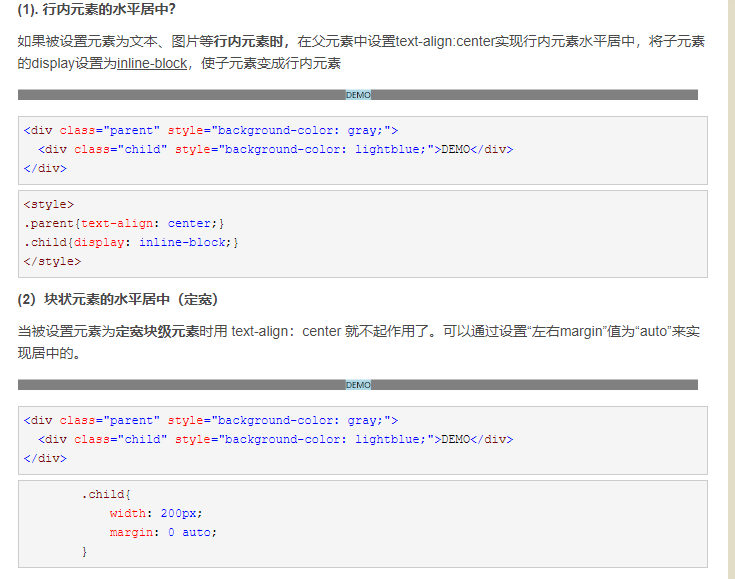 (1). 行内元素的水平居中？
如果被设置元素为文本、图片等行内元素时，在父元素中设置text-align:center实现行内元素水平居中，将子元素
的display设置为inline-block，使子元素变成行内元素
DEMO
<div class="parent" style="background-color: gray;">
  <div class="child" style="background-color: lightblue;">DEMO</div>
</div>
<style>
.parent{text-align: center;}
.child{display: inline-block;}
</style>
(2）块状元素的水平居中（定宽）
当被设置元素为定宽块级元素时用 text-align：center 就不起作用了。可以通过设置“左右margin”值为“auto”来实
现居中的。
DEMO
<div class="parent" style="background-color: gray;">
  <div class="child" style="background-color: lightblue;">DEMO</div>
</div>
        .child{
            width: 200px;
            margin: 0 auto;
        }